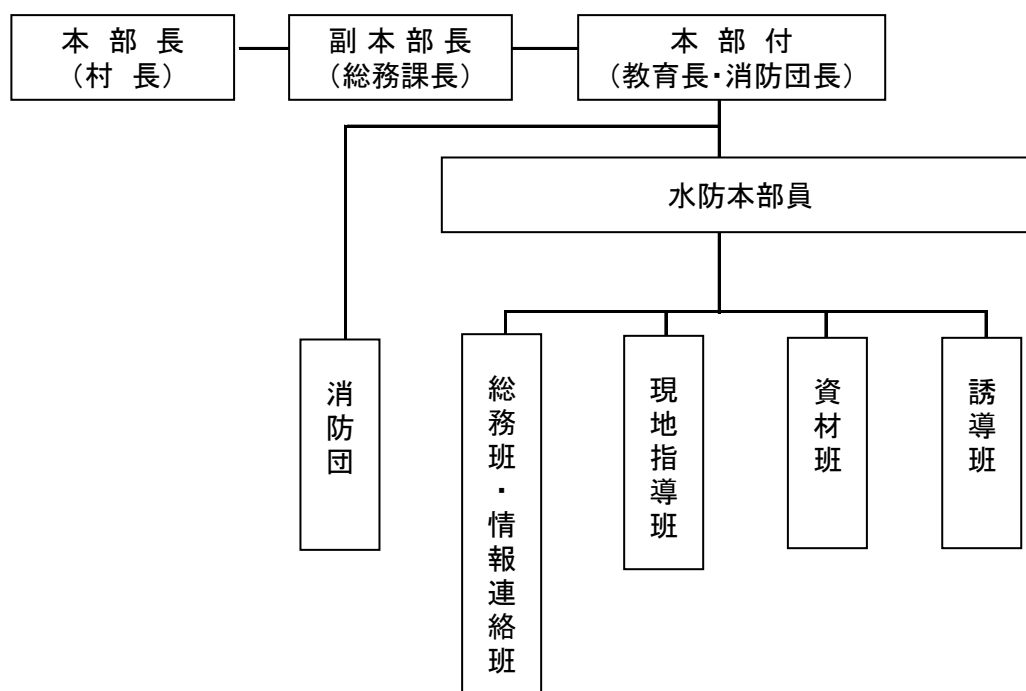 本部長
（村 長）
副本部長
（総務課長）
本部付
（教育長・消防団長）
水防本部員
消防団
総務班・情報連絡班
現地指導班
資材班
誘導班